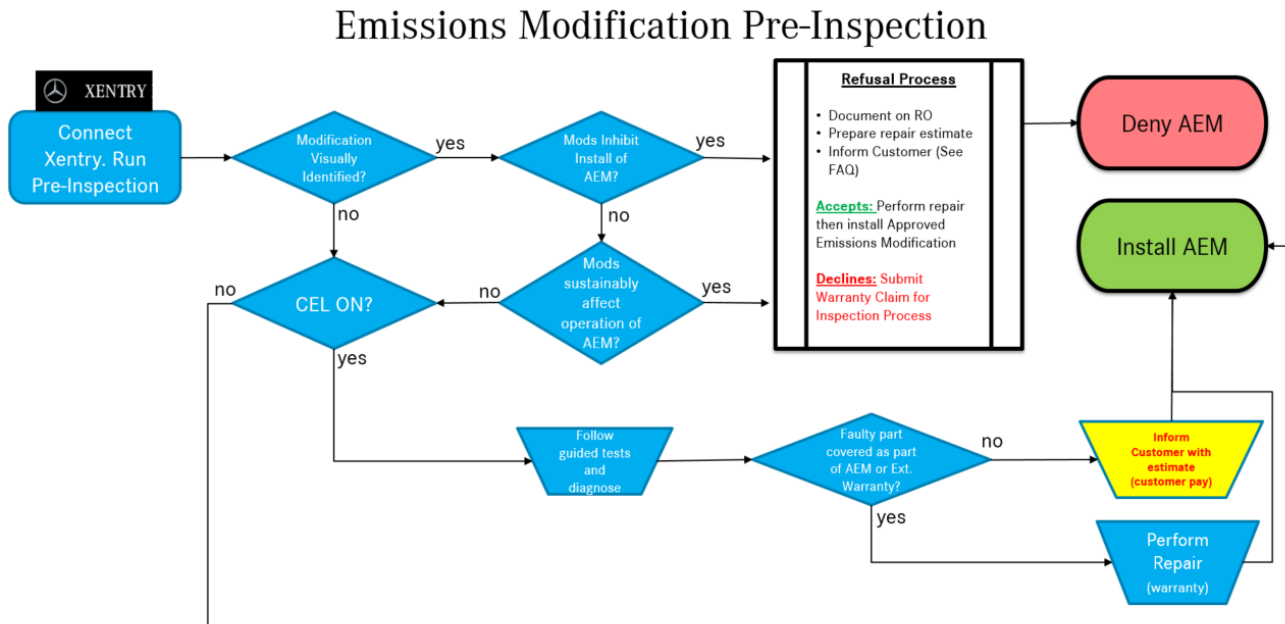 Emissions Modification Pre-Inspection
XENTRY
Connect
Xentry. Run
Pre-Inspection
Modification
Visually
Identified?
yes
Mods Inhibit
Install of
AEM?
yes
Refusal Process
• Document on RO
• Prepare repair estimate
• Inform Customer (See
FAQ)
Accepts: Perform repair
then install Approved
Emissions Modification
Declines: Submit
Warranty Claim for
Inspection Process
Deny AEM
Install AEM
no
no
no
CEL ON?
no
Mods
sustainably
affect
operation of
AEM?
yes
yes
Follow
guided tests
and
diagnose
Faulty part
covered as part
of AEM or Ext.
Warranty?
no
Inform
Customer with
estimate
(customer pay)
yes
Perform
Repair
(warranty)